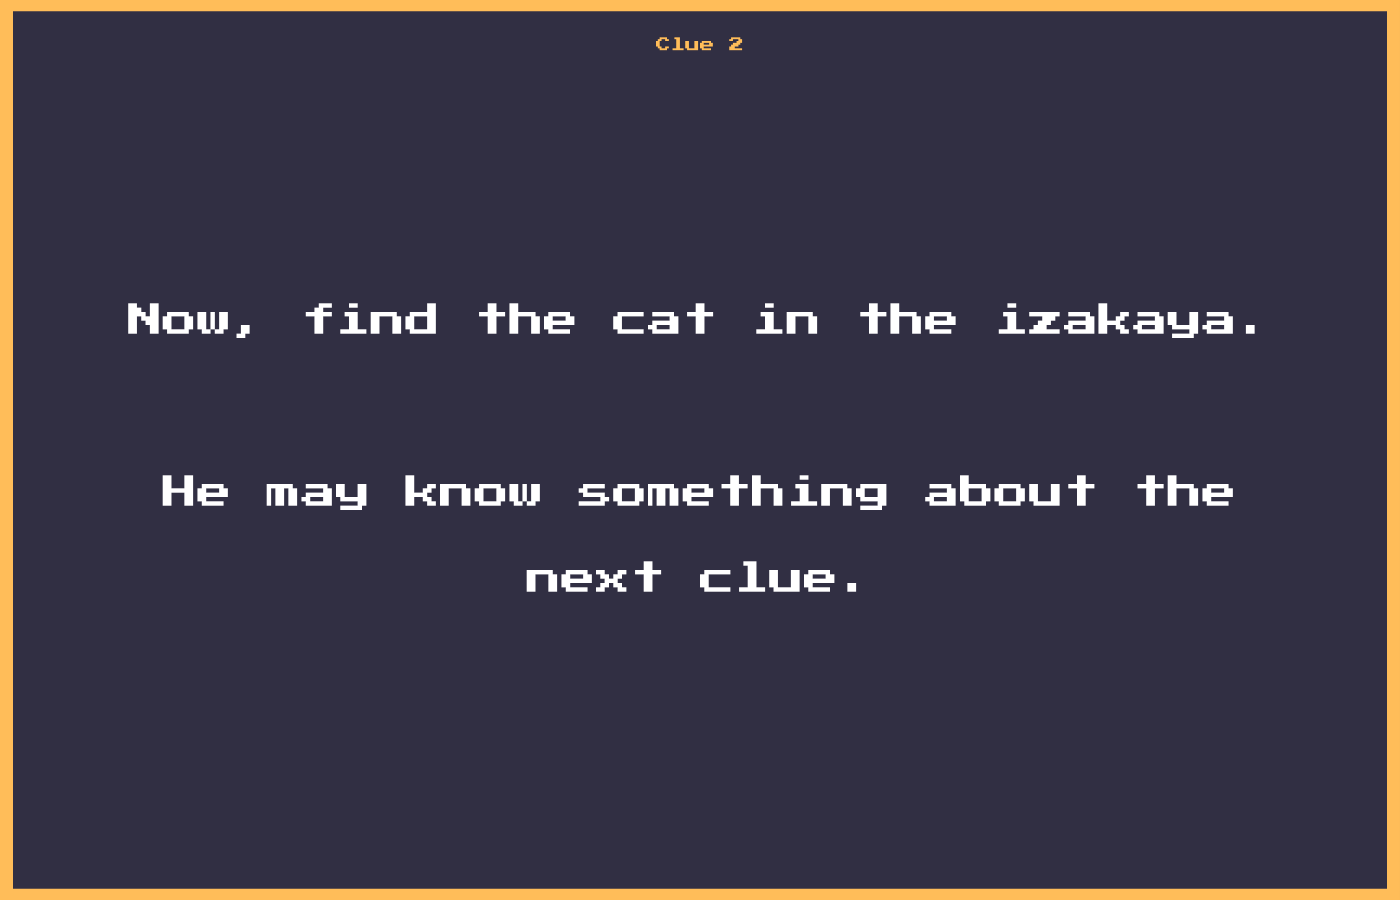 Clue 2
Now, find the cat in the izakaya.
He may know something about the
next clue.